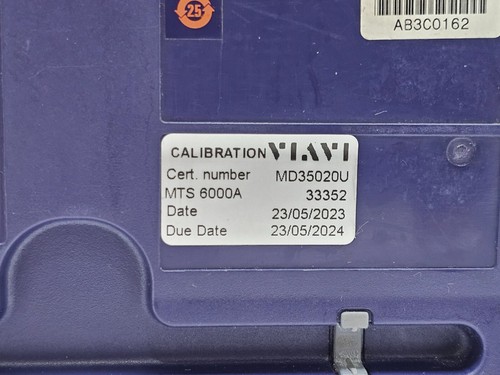 25
AB3C0162
CALIBRATION VIAVI
Cert. number MD35020U
MTS 6000A 33352
Date 23/05/2023
Due Date 23/05/2024